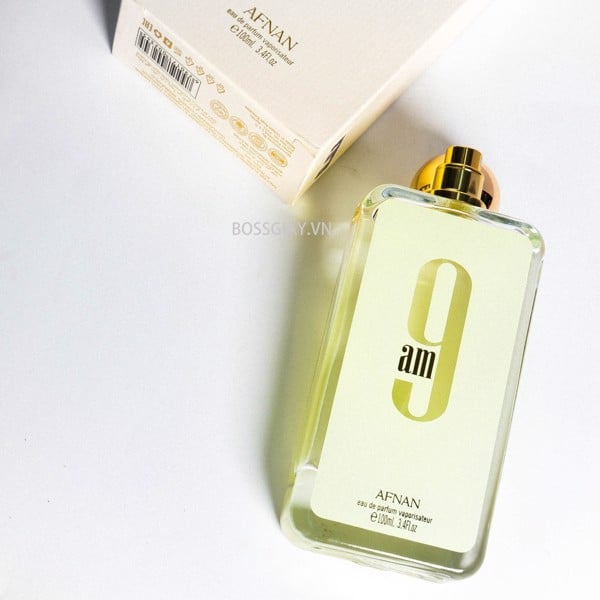 AFNAN
eau de parfum vaporisateur
℮100ml. 3.4Fl.oz
BOSSGIAY.VN
9
am
AFNAN
eau de parfum vaporisateur
℮100ml. 3.4Fl.oz